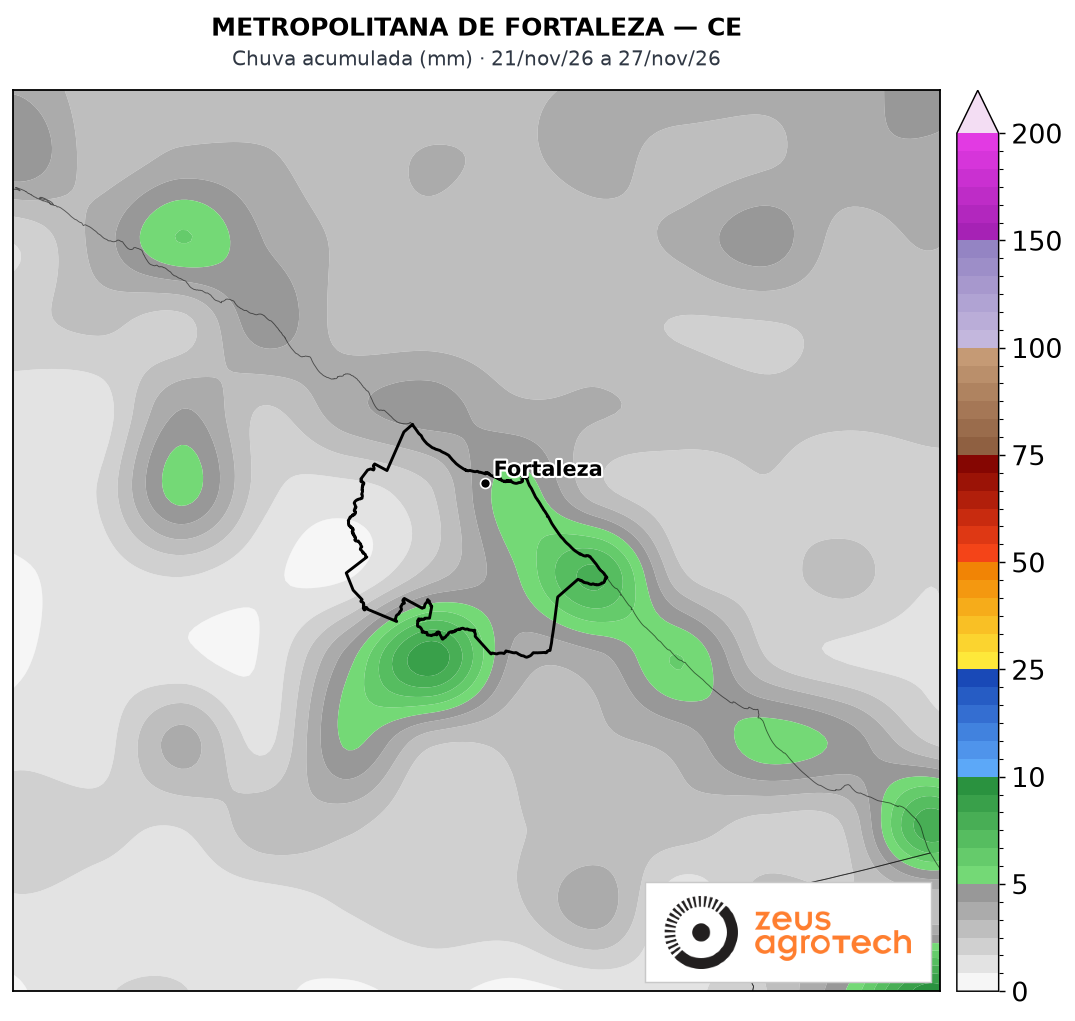 METROPOLITANA DE FORTALEZA — CE
Chuva acumulada (mm) · 21/nov/26 a 27/nov/26
Fortaleza
200
150
100
75
50
25
10
5
0
zeus
agrotech